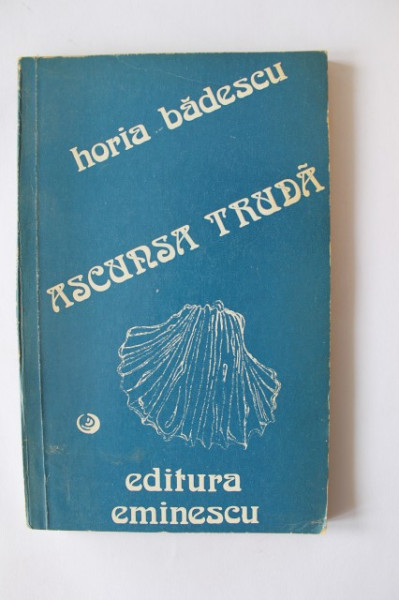 horia bădescu
ASCUNSA TRUDĂ
editura
eminescu